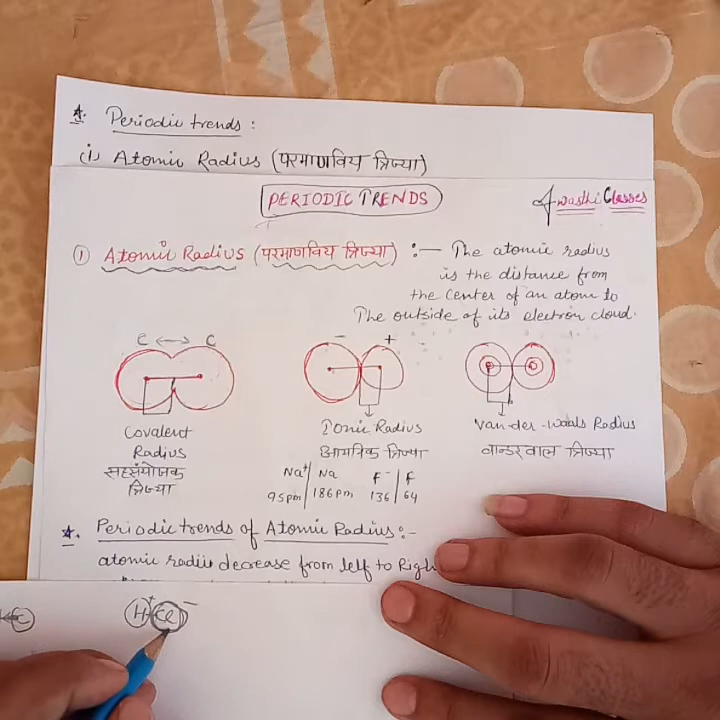 * Periodic trends :
(i) Atomic Radius (परमाणविय त्रिज्या)
PERIODIC TRENDS
Awasthi Classes
① Atomic Radius (परमाणविय त्रिज्या) :— The atomic radius
is the distance from
the center of an atom to
The outside of its electron cloud.
C ↔ C
- +
Covalent
Radius
सहसंयोजक
त्रिज्या
Ionic Radius
आयनिक त्रिज्या
Na⁺ | Na F⁻ | F
95pm | 186pm 136 | 64
Van-der-waals Radius
वान्डरवाल त्रिज्या
*. Periodic trends of Atomic Radius :-
atomic radiis decrease from left to Righ
C
H⁺ Cl⁻